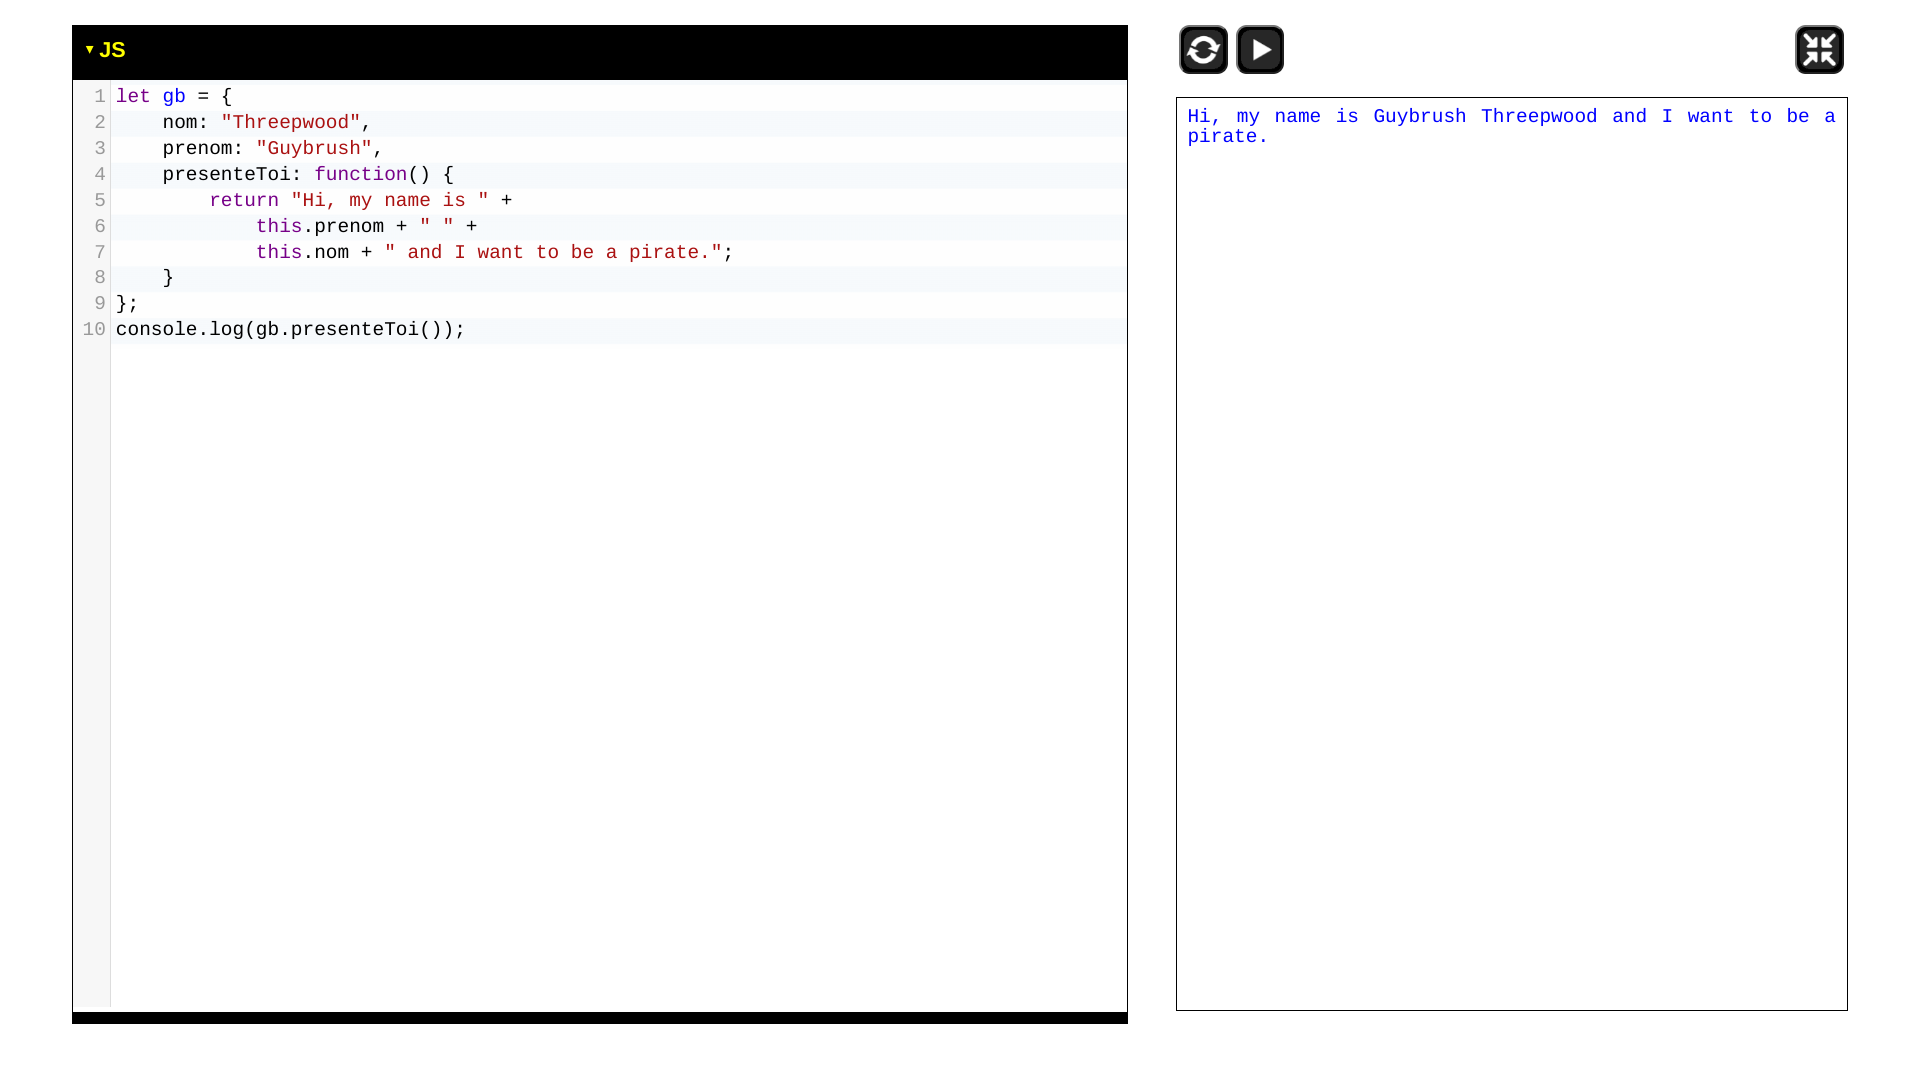 ▼ JS
1 let gb = {
2     nom: "Threepwood",
3     prenom: "Guybrush",
4     presenteToi: function() {
5         return "Hi, my name is " +
6             this.prenom + " " +
7             this.nom + " and I want to be a pirate.";
8     }
9 };
10 console.log(gb.presenteToi());
Hi, my name is Guybrush Threepwood and I want to be a
pirate.